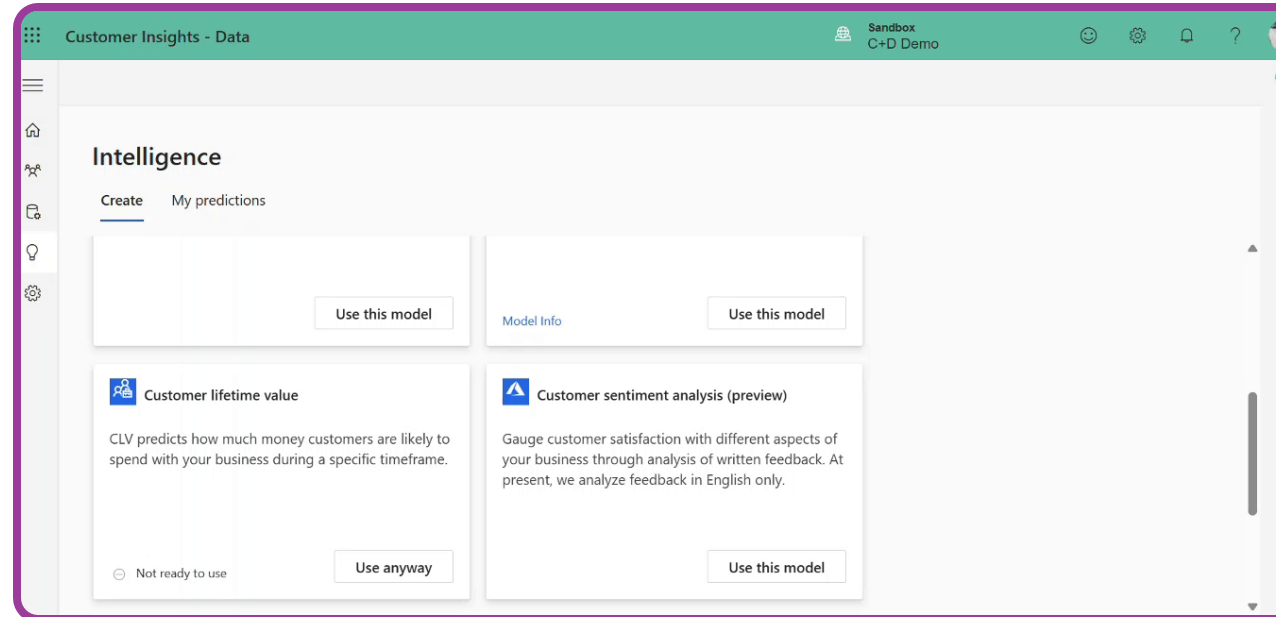 Customer Insights - Data
Sandbox
C+D Demo
?
Intelligence
Create
My predictions
Use this model
Model Info
Use this model
Customer lifetime value
CLV predicts how much money customers are likely to
spend with your business during a specific timeframe.
Not ready to use
Use anyway
Customer sentiment analysis (preview)
Gauge customer satisfaction with different aspects of
your business through analysis of written feedback. At
present, we analyze feedback in English only.
Use this model